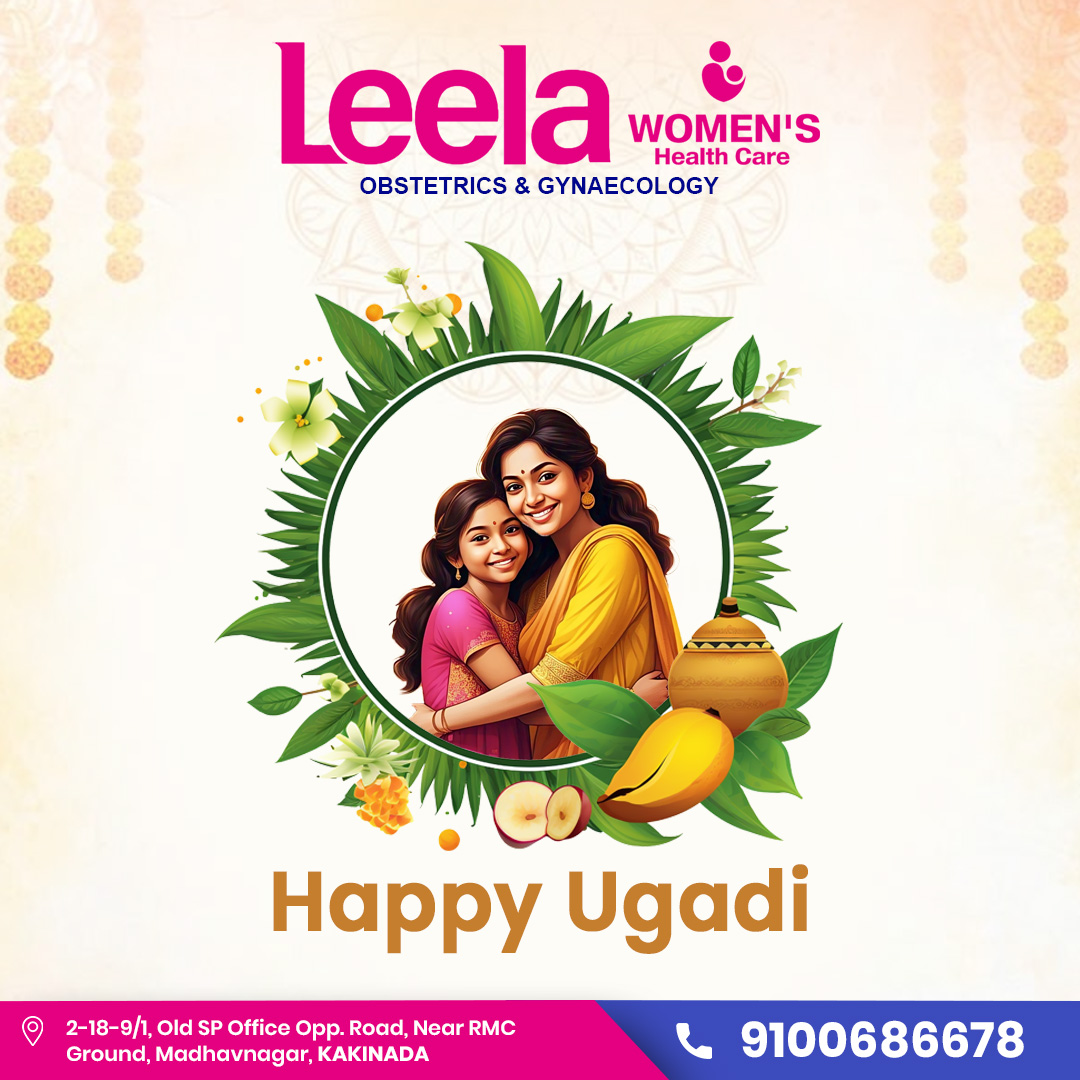 Leela
WOMEN'S
Health Care
OBSTETRICS & GYNAECOLOGY
Happy Ugadi
2-18-9/1, Old SP Office Opp. Road, Near RMC
Ground, Madhavnagar, KAKINADA
9100686678